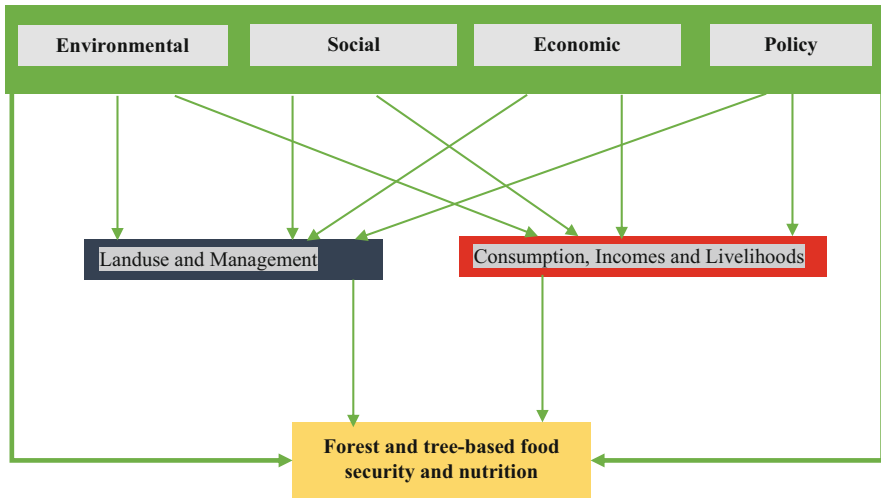 Environmental
Social
Economic
Policy
Landuse and Management
Consumption, Incomes and Livelihoods
Forest and tree-based food
security and nutrition